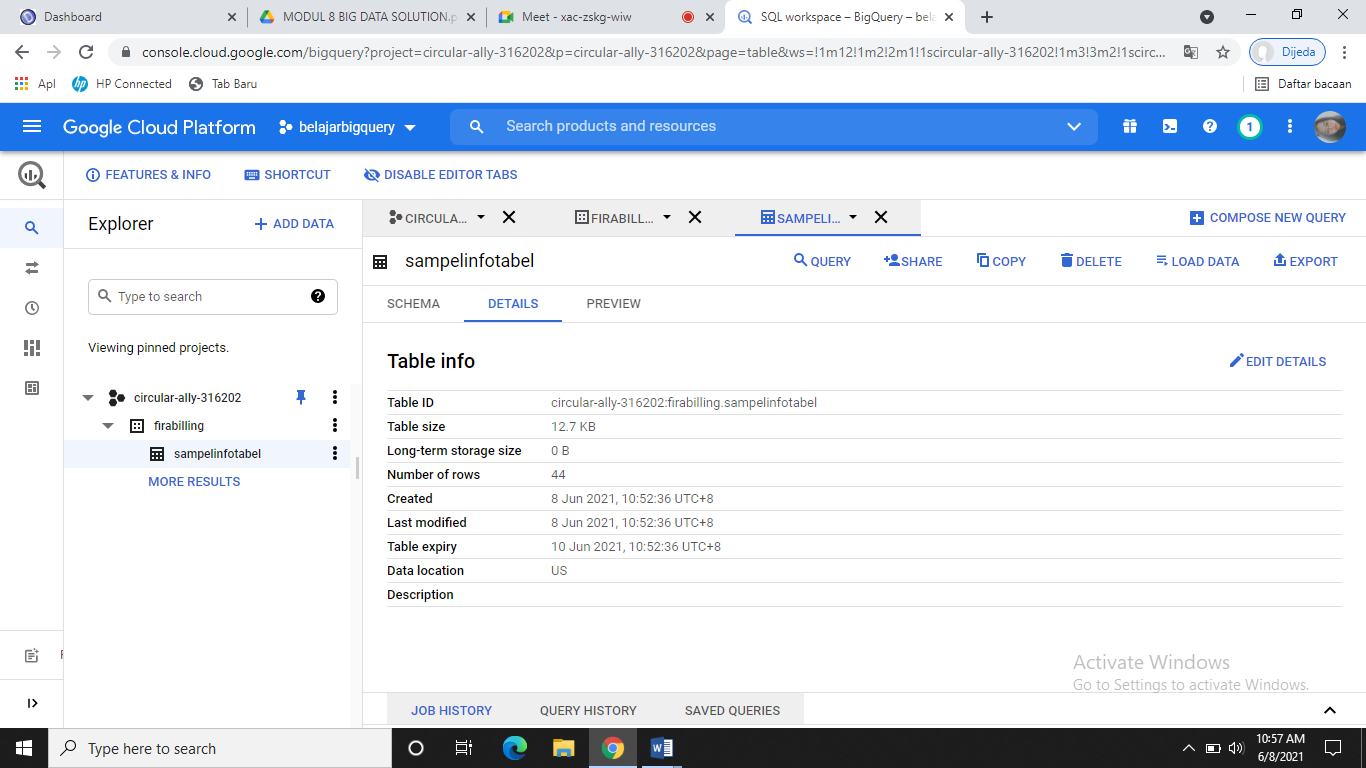 Dashboard
MODUL 8 BIG DATA SOLUTION.p
Meet - xac-zskg-wiw
SQL workspace – BigQuery – bela
console.cloud.google.com/bigquery?project=circular-ally-316202&p=circular-ally-316202&page=table&ws=!1m12!1m2!2m1!1scircular-ally-316202!1m3!3m2!1scirc...
Dijeda
Apl
HP Connected
Tab Baru
Daftar bacaan
Google Cloud Platform
belajarbigquery
Search products and resources
1
FEATURES & INFO
SHORTCUT
DISABLE EDITOR TABS
Explorer
ADD DATA
CIRCULA...
FIRABILL...
SAMPELI...
COMPOSE NEW QUERY
sampelinfotabel
QUERY
SHARE
COPY
DELETE
LOAD DATA
EXPORT
Type to search
SCHEMA
DETAILS
PREVIEW
Viewing pinned projects.
circular-ally-316202
firabilling
sampelinfotabel
MORE RESULTS
Table info
EDIT DETAILS
Table ID circular-ally-316202:firabilling.sampelinfotabel
Table size 12.7 KB
Long-term storage size 0 B
Number of rows 44
Created 8 Jun 2021, 10:52:36 UTC+8
Last modified 8 Jun 2021, 10:52:36 UTC+8
Table expiry 10 Jun 2021, 10:52:36 UTC+8
Data location US
Description
Activate Windows
Go to Settings to activate Windows.
JOB HISTORY
QUERY HISTORY
SAVED QUERIES
Type here to search
10:57 AM
6/8/2021